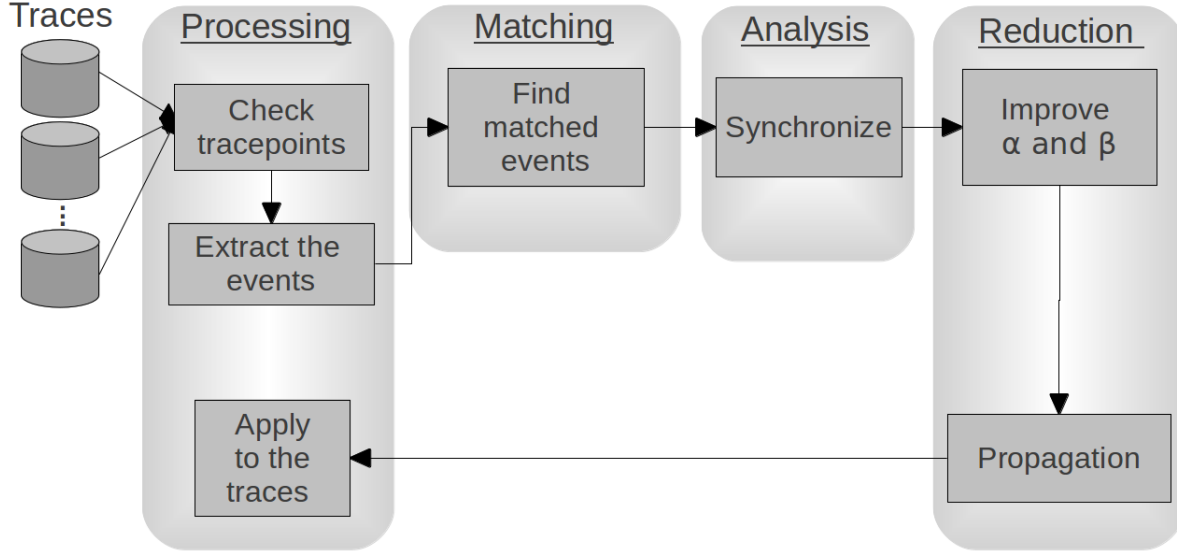 Traces
Processing
Check
tracepoints
Extract the
events
Apply
to the
traces
Matching
Find
matched
events
Analysis
Synchronize
Reduction
Improve
α and β
Propagation